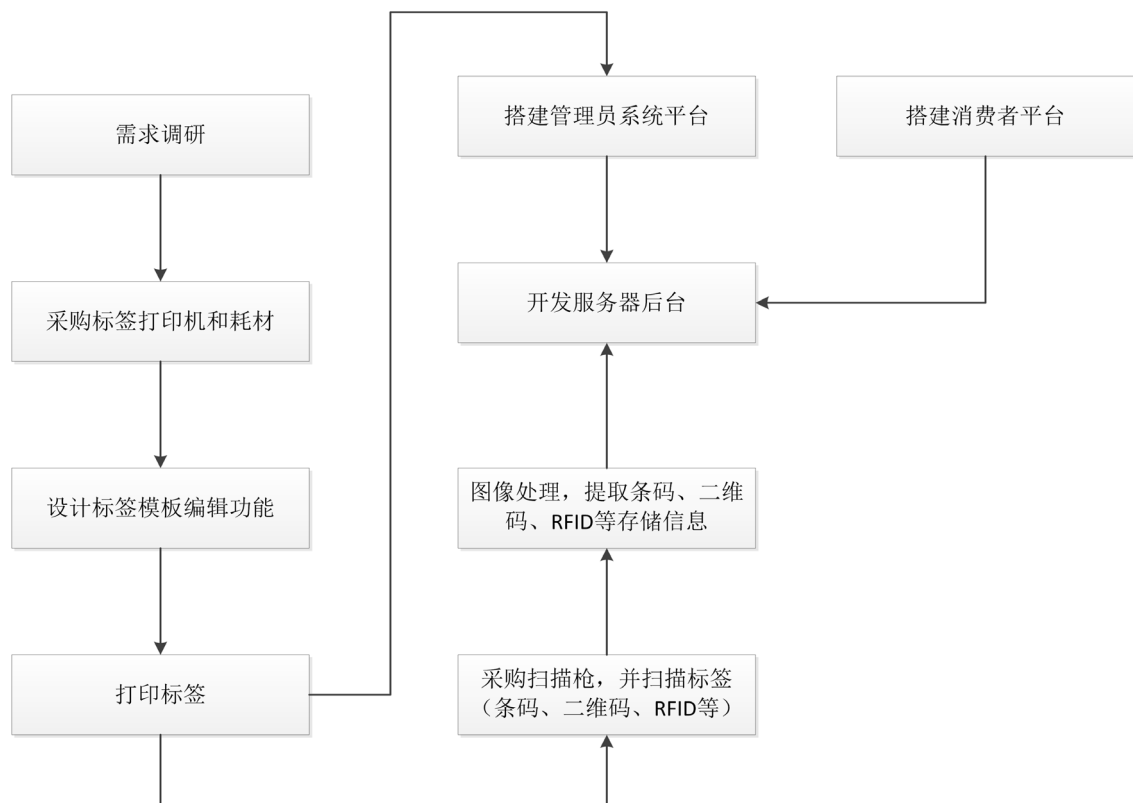 需求调研
采购标签打印机和耗材
设计标签模板编辑功能
打印标签
搭建管理员系统平台
开发服务器后台
图像处理，提取条码、二维
码、RFID等存储信息
采购扫描枪，并扫描标签
（条码、二维码、RFID等）
搭建消费者平台